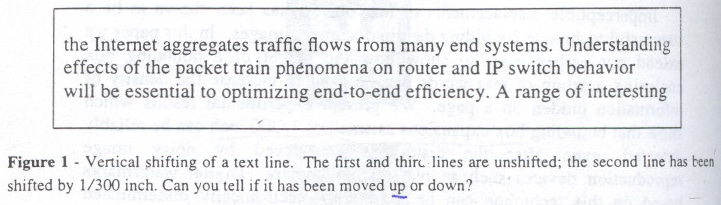 the Internet aggregates traffic flows from many end systems. Understanding
effects of the packet train phenomena on router and IP switch behavior
will be essential to optimizing end-to-end efficiency. A range of interesting
Figure 1 - Vertical shifting of a text line. The first and third lines are unshifted; the second line has been
shifted by 1/300 inch. Can you tell if it has been moved up or down?